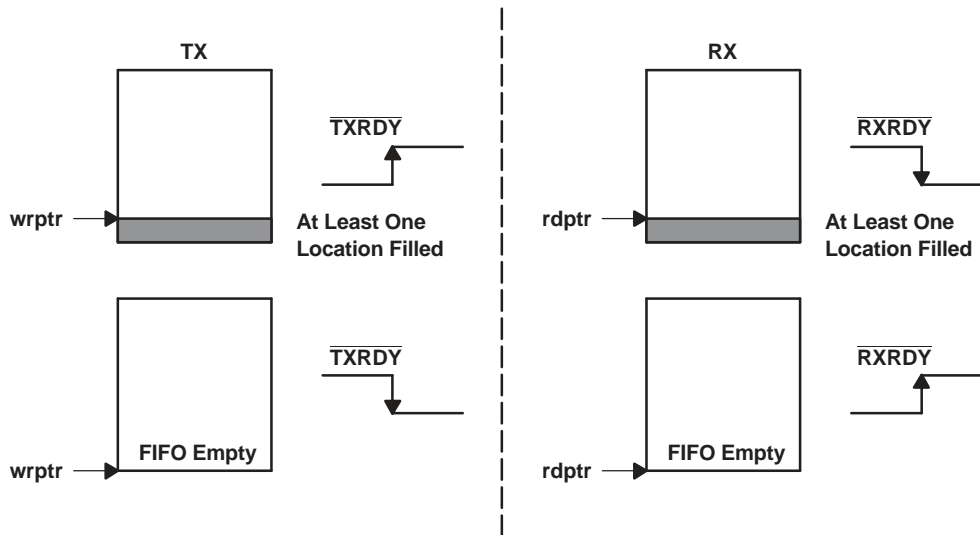 TX
TXRDY
wrptr
At Least One
Location Filled
TXRDY
FIFO Empty
wrptr
RX
RXRDY
rdptr
At Least One
Location Filled
RXRDY
FIFO Empty
rdptr